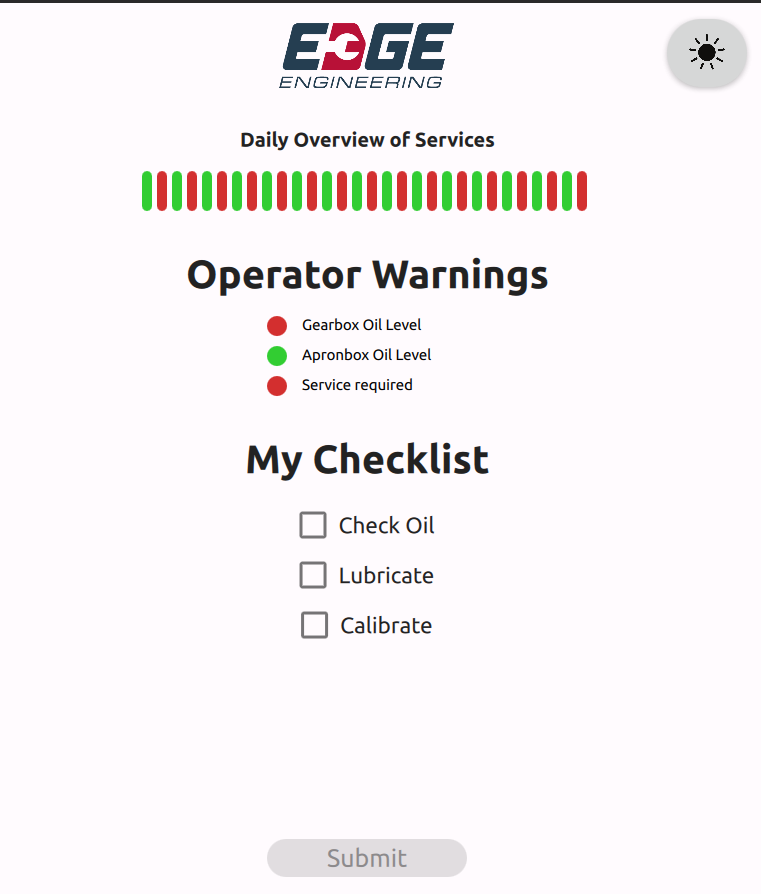 EDGE
ENGINEERING
Daily Overview of Services
Operator Warnings
Gearbox Oil Level
Apronbox Oil Level
Service required
My Checklist
Check Oil
Lubricate
Calibrate
Submit